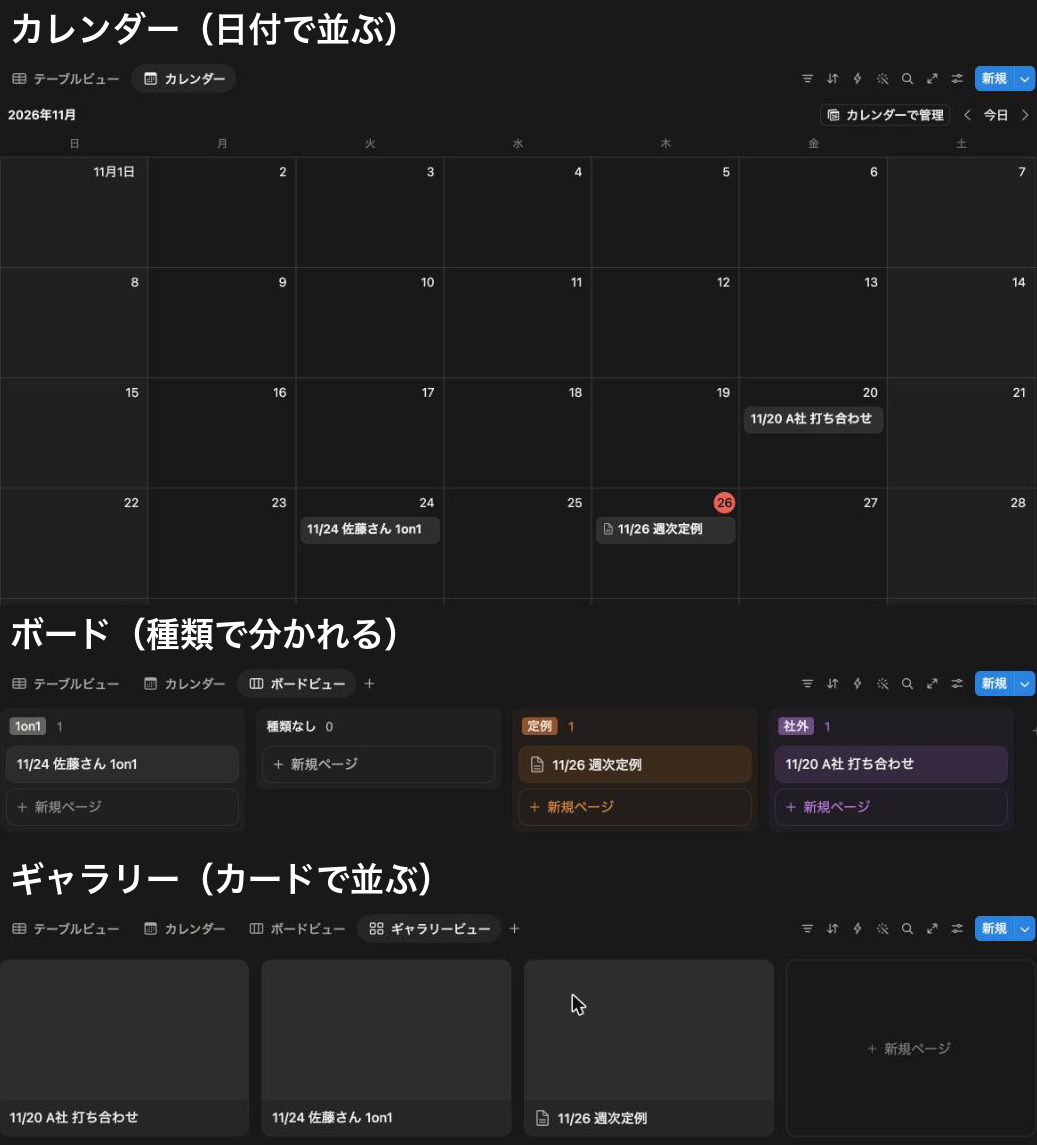 カレンダー（日付で並ぶ）
テーブルビュー カレンダー 新規
2026年11月 カレンダーで管理 今日
日 月 火 水 木 金 土
11月1日 2 3 4 5 6 7
8 9 10 11 12 13 14
15 16 17 18 19 20 21
11/20 A社 打ち合わせ
22 23 24 25 26 27 28
11/24 佐藤さん 1on1 11/26 週次定例
ボード（種類で分かれる）
テーブルビュー カレンダー ボードビュー + 新規
1on1 1 種類なし 0 定例 1 社外 1
11/24 佐藤さん 1on1 + 新規ページ 11/26 週次定例 11/20 A社 打ち合わせ
+ 新規ページ + 新規ページ + 新規ページ
ギャラリー（カードで並ぶ）
テーブルビュー カレンダー ボードビュー ギャラリービュー + 新規
+ 新規ページ
11/20 A社 打ち合わせ 11/24 佐藤さん 1on1 11/26 週次定例